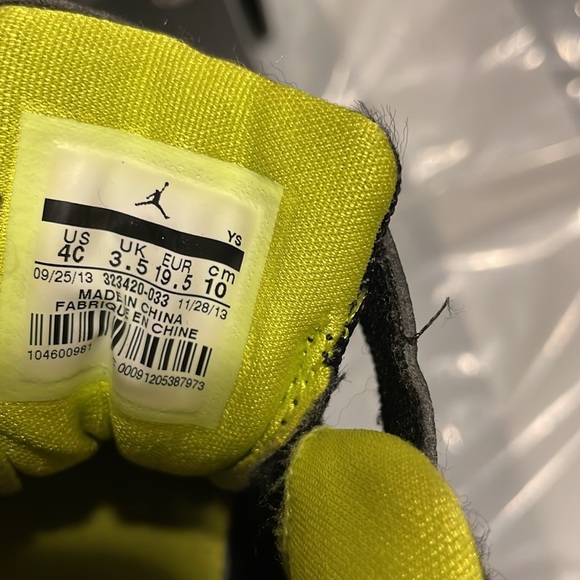 YS
US UK EUR cm
4C 3.5 19.5 10
09/25/13 323420-033 11/28/13
MADE IN CHINA
FABRIQUE EN CHINE
104600981
00091205387973